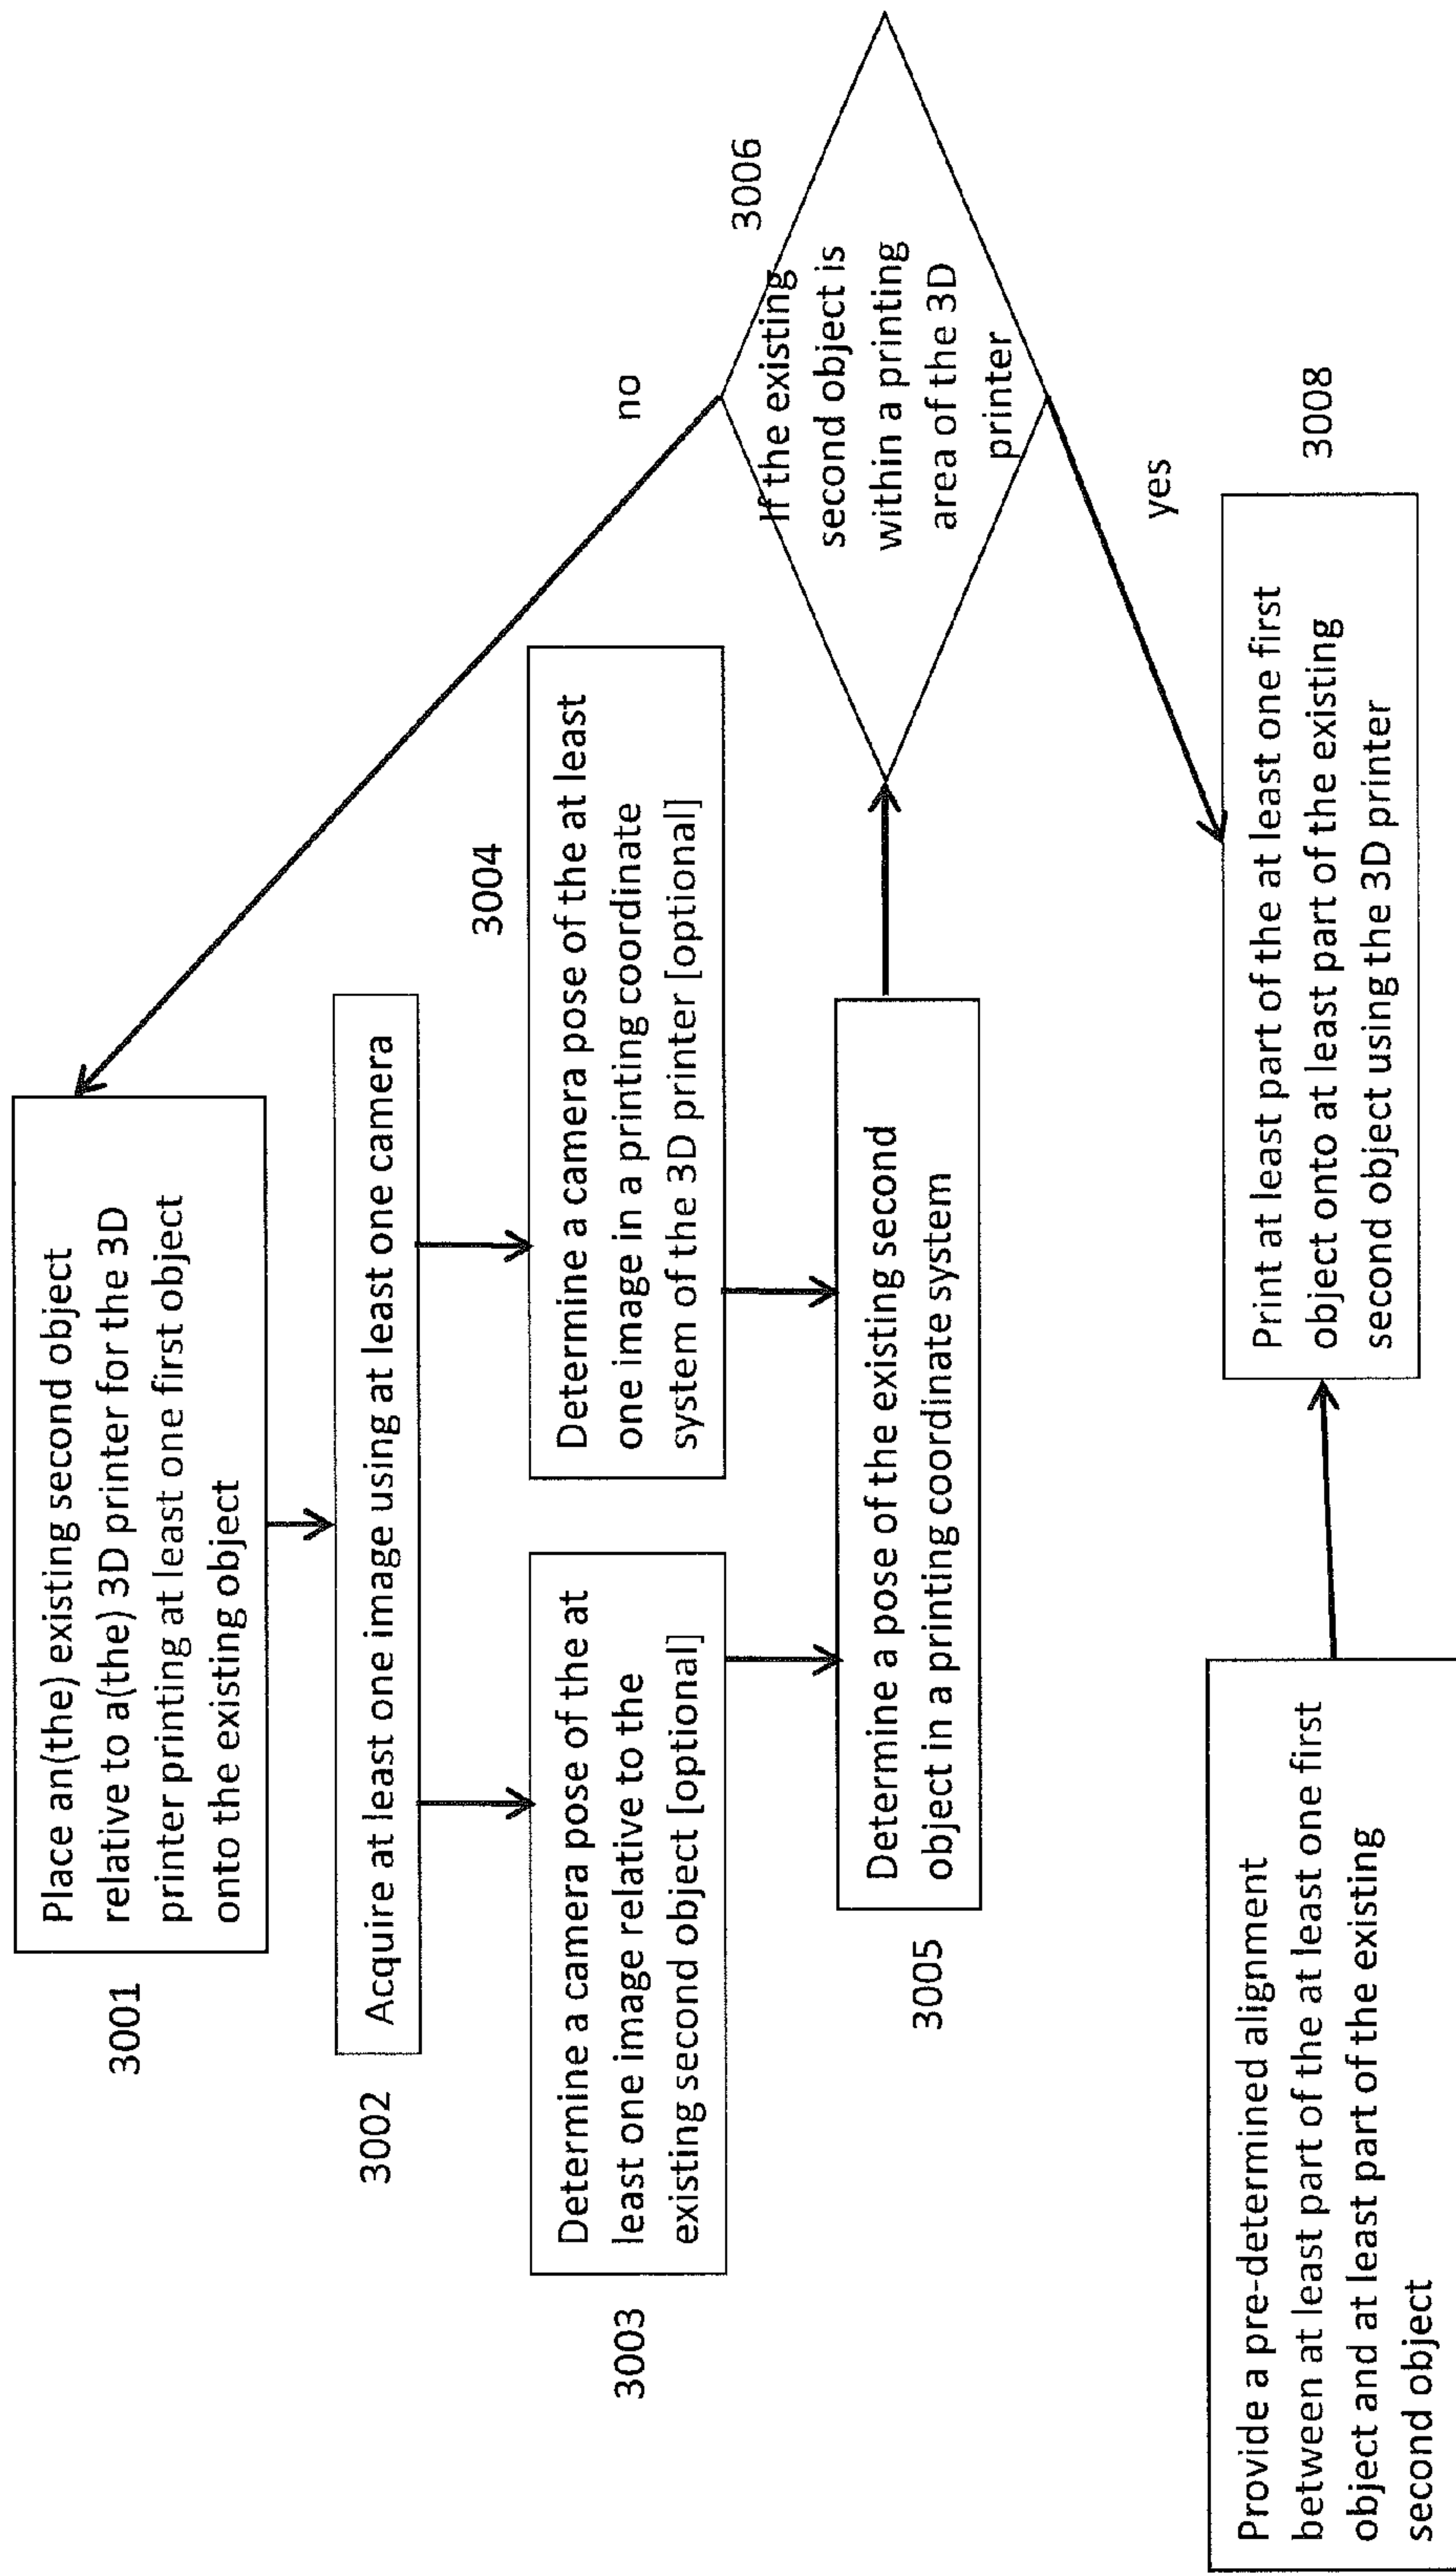 3001
Place an(the) existing second object
relative to a(the) 3D printer for the 3D
printer printing at least one first object
onto the existing object
3002
Acquire at least one image using at least one camera
3003
Determine a camera pose of the at
least one image relative to the
existing second object [optional]
3004
Determine a camera pose of the at least
one image in a printing coordinate
system of the 3D printer [optional]
3005
Determine a pose of the existing second
object in a printing coordinate system
3006
If the existing
second object is
within a printing
area of the 3D
printer
no
yes
3008
Print at least part of the at least one first
object onto at least part of the existing
second object using the 3D printer
Provide a pre-determined alignment
between at least part of the at least one first
object and at least part of the existing
second object